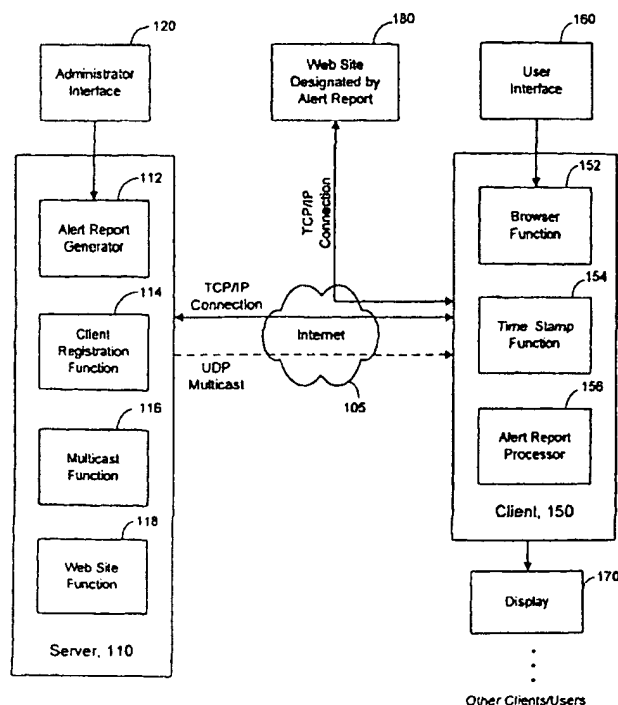 120
180
160
Administrator
Interface
Web Site
Designated by
Alert Report
User
Interface
112
Alert Report
Generator
114
Client
Registration
Function
116
Multicast
Function
118
Web Site
Function
Server, 110
TCP/IP
Connection
TCP/IP
Connection
Internet
UDP
Multicast
105
152
Browser
Function
154
Time Stamp
Function
156
Alert Report
Processor
Client, 150
170
Display
Other Clients/Users